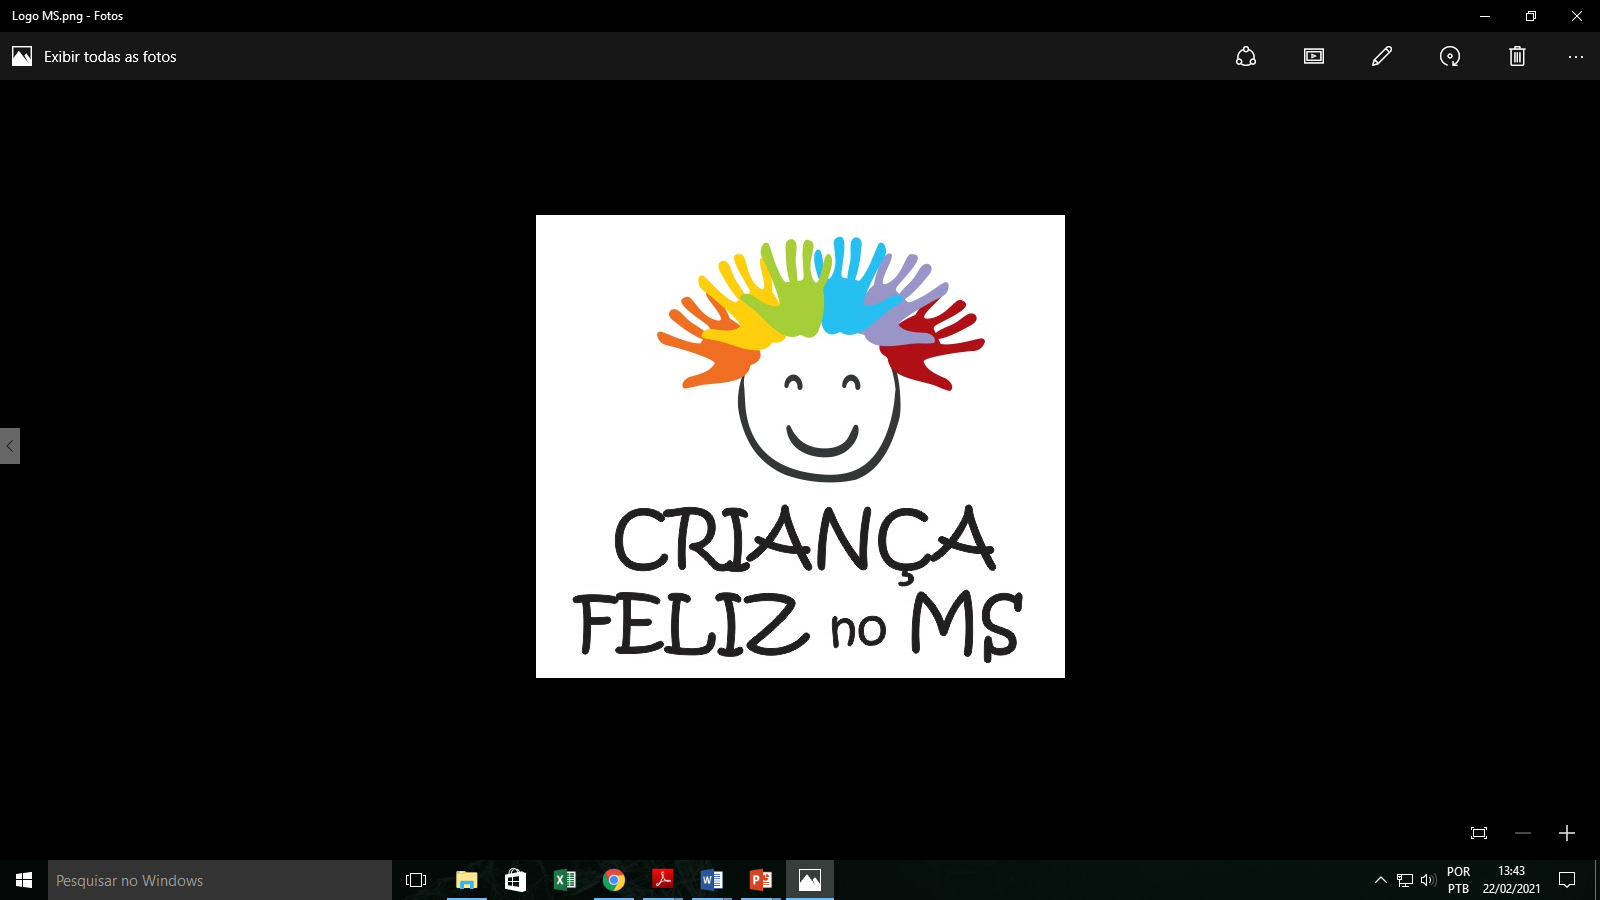 Logo MS.png - Fotos
Exibir todas as fotos
CRIANÇA
FELIZ no MS
Pesquisar no Windows
POR
PTB
13:43
22/02/2021